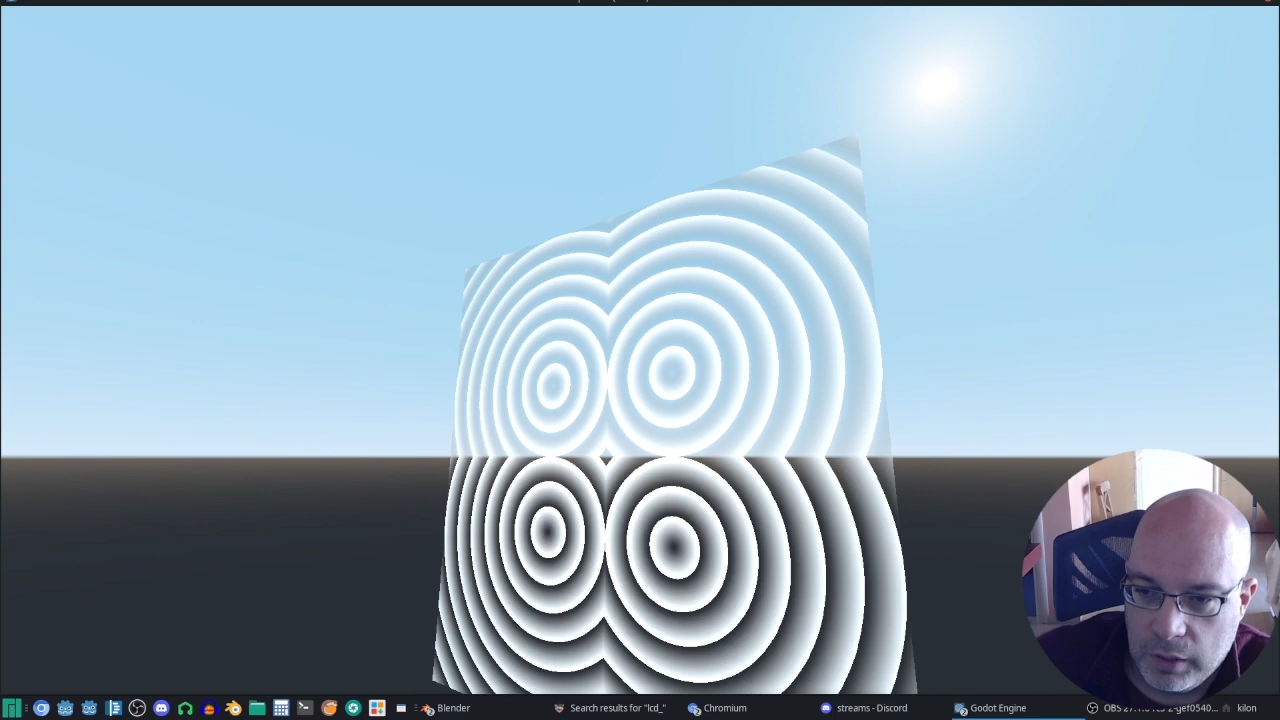 Blender
Search results for "lcd_"
Chromium
streams - Discord
Godot Engine
kilon